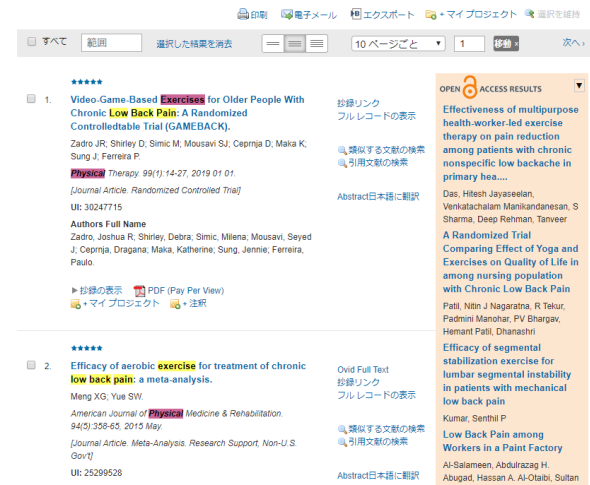 印刷 電子メール エクスポート + マイ プロジェクト 選択を維持
すべて 範囲 選択した結果を消去 10 ページごと 1 移動 × 次へ ›
★★★★★
1. Video-Game-Based Exercises for Older People With
Chronic Low Back Pain: A Randomized
Controlledtable Trial (GAMEBACK).
Zadro JR; Shirley D; Simic M; Mousavi SJ; Ceprnja D; Maka K;
Sung J; Ferreira P.
Physical Therapy. 99(1):14-27, 2019 01 01.
[Journal Article. Randomized Controlled Trial]
UI: 30247715
Authors Full Name
Zadro, Joshua R; Shirley, Debra; Simic, Milena; Mousavi, Seyed
J; Ceprnja, Dragana; Maka, Katherine; Sung, Jennie; Ferreira,
Paulo.
抄録の表示 PDF (Pay Per View)
+ マイ プロジェクト + 注釈
抄録リンク
フル レコードの表示
類似する文献の検索
引用文献の検索
Abstract日本語に翻訳
★★★★★
2. Efficacy of aerobic exercise for treatment of chronic
low back pain: a meta-analysis.
Meng XG; Yue SW.
American Journal of Physical Medicine & Rehabilitation.
94(5):358-65, 2015 May.
[Journal Article. Meta-Analysis. Research Support, Non-U.S.
Gov't]
UI: 25299528
Ovid Full Text
抄録リンク
フル レコードの表示
類似する文献の検索
引用文献の検索
Abstract日本語に翻訳
OPEN ACCESS RESULTS
Effectiveness of multipurpose
health-worker-led exercise
therapy on pain reduction
among patients with chronic
nonspecific low backache in
primary hea....
Das, Hitesh Jayaseelan,
Venkatachalam Manikandanesan, S
Sharma, Deep Rehman, Tanveer
A Randomized Trial
Comparing Effect of Yoga and
Exercises on Quality of Life in
among nursing population
with Chronic Low Back Pain
Patil, Nitin J Nagaratna, R Tekur,
Padmini Manohar, PV Bhargav,
Hemant Patil, Dhanashri
Efficacy of segmental
stabilization exercise for
lumbar segmental instability
in patients with mechanical
low back pain
Kumar, Senthil P
Low Back Pain among
Workers in a Paint Factory
Al-Salameen, Abdulrazag H.
Abugad, Hassan A. Al-Otaibi, Sultan